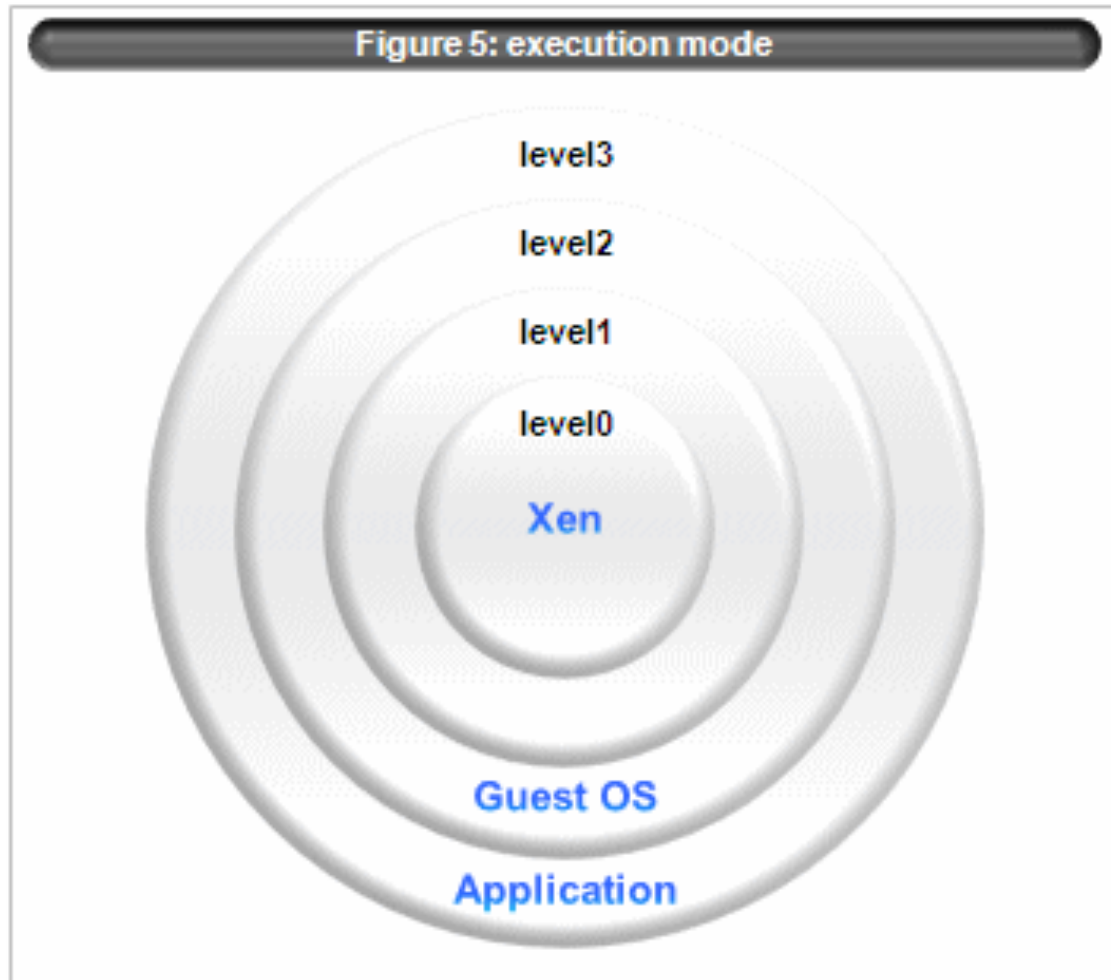 Figure 5: execution mode
level3
level2
level1
level0
Xen
Guest OS
Application